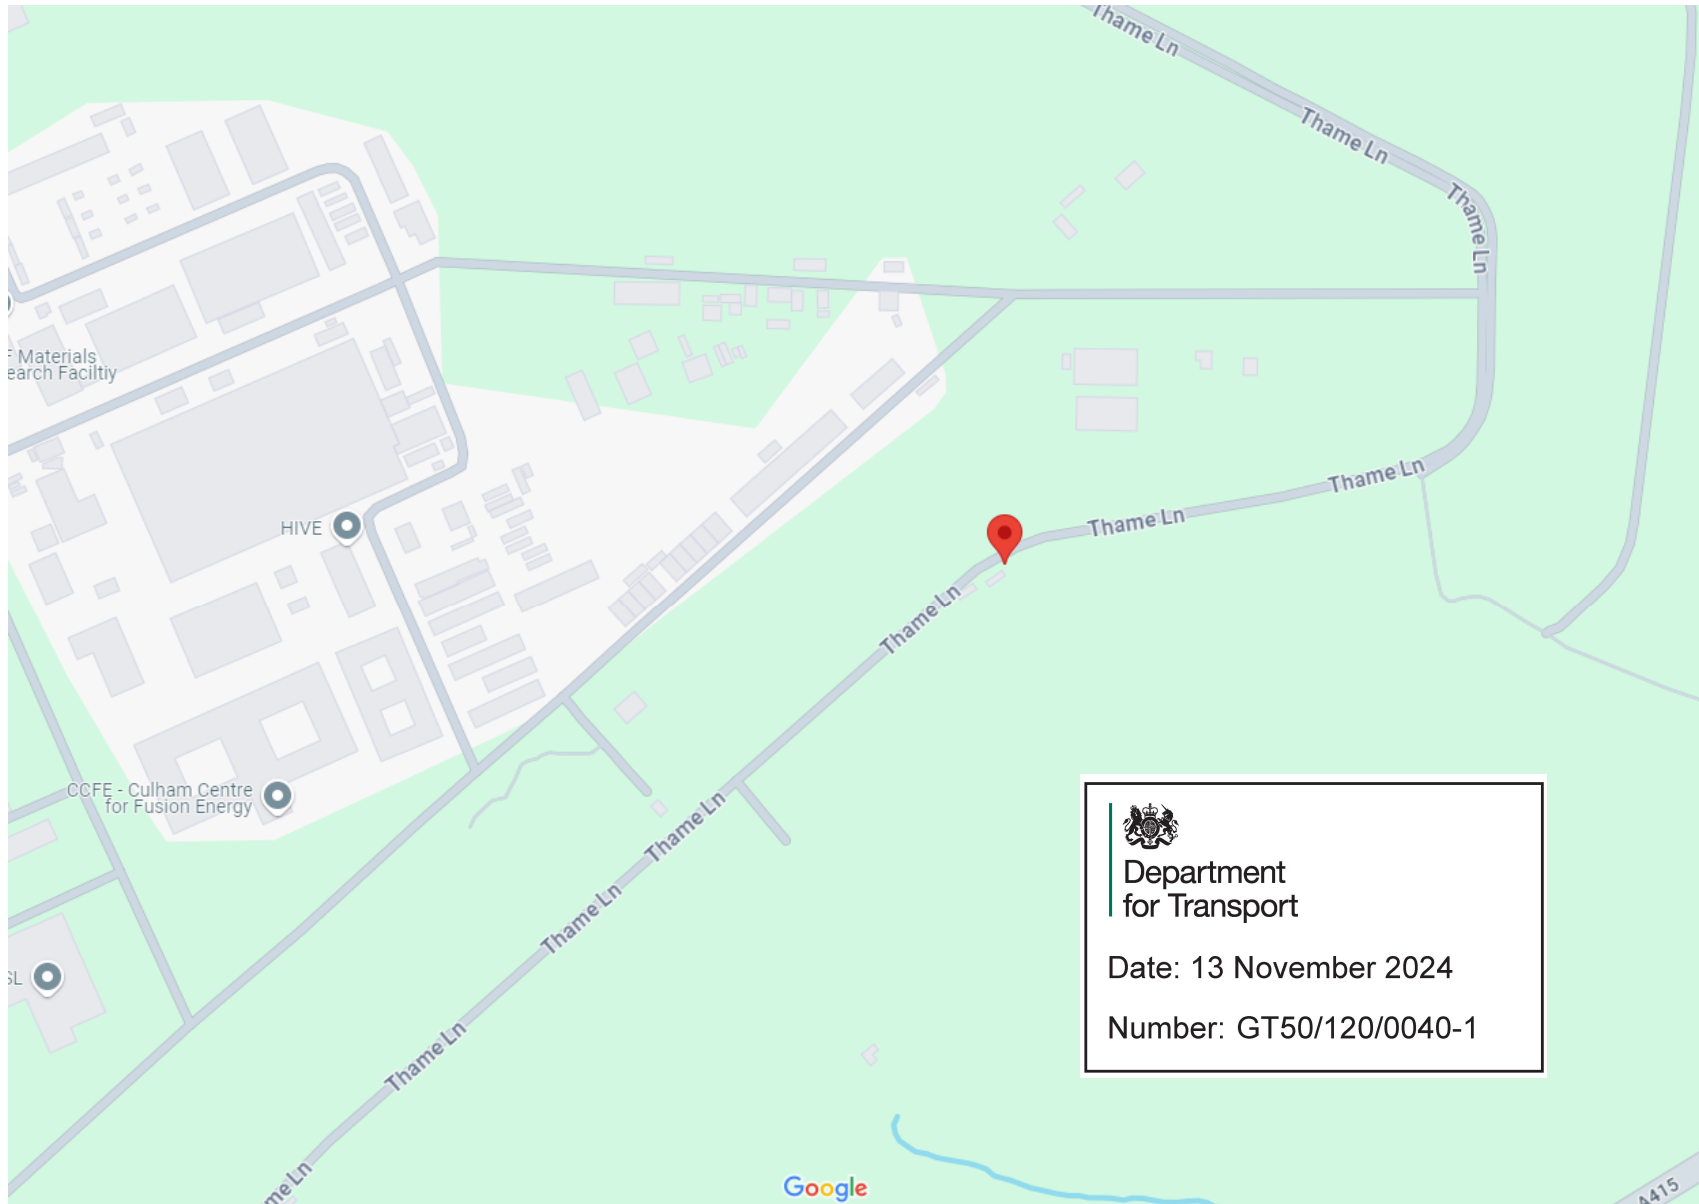 Thame Ln
Thame Ln
Thame Ln
F Materials
earch Faciltiy
Thame Ln
Thame Ln
HIVE
Thame Ln
CCFE - Culham Centre
for Fusion Energy
Thame Ln
Thame Ln
SL
Thame Ln
me Ln
Department
for Transport
Date: 13 November 2024
Number: GT50/120/0040-1
Google
A415